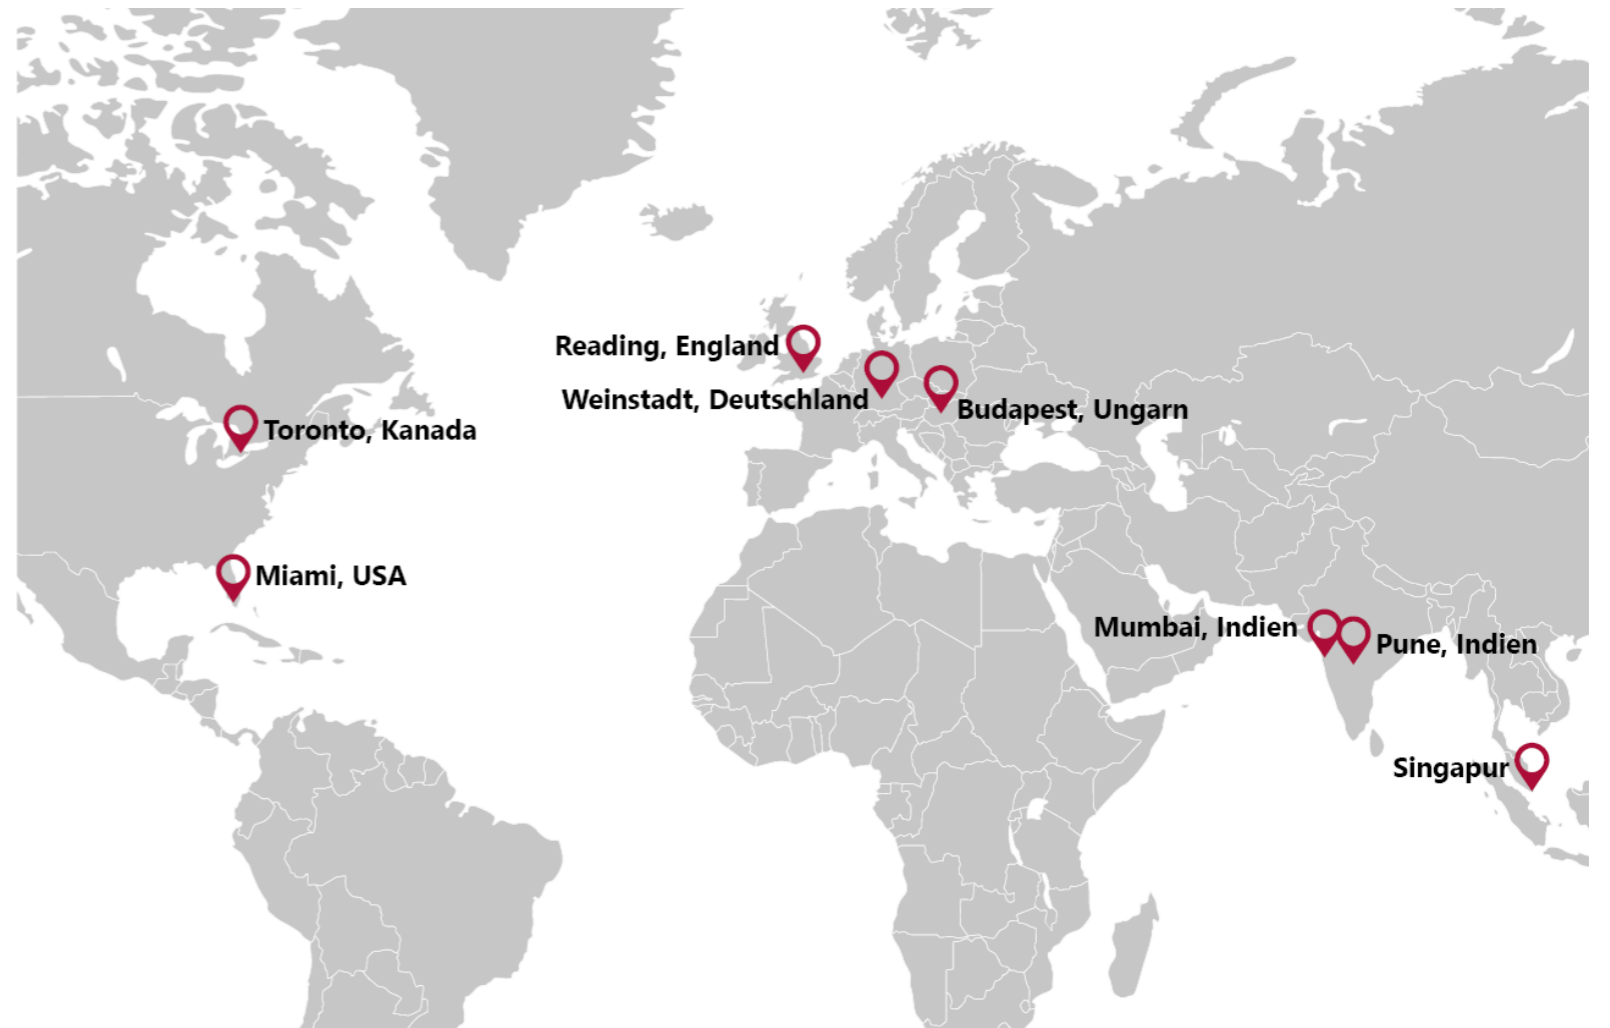 Reading, England
Weinstadt, Deutschland
Budapest, Ungarn
Toronto, Kanada
Miami, USA
Mumbai, Indien
Pune, Indien
Singapur